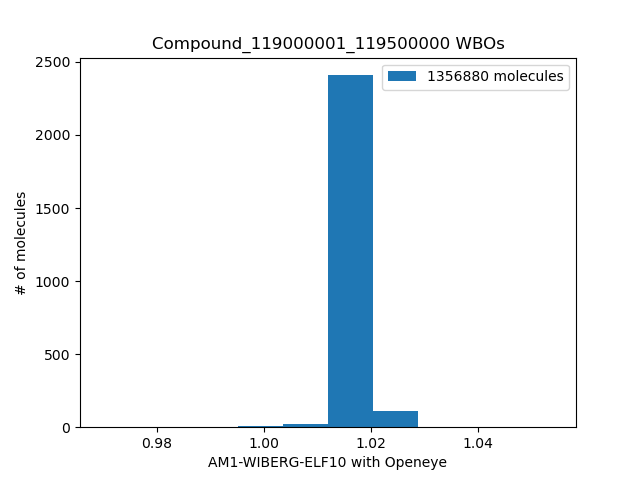 Compound_119000001_119500000 WBOs
1356880 molecules
2500
2000
1500
1000
500
0
# of molecules
0.98 1.00 1.02 1.04
AM1-WIBERG-ELF10 with Openeye